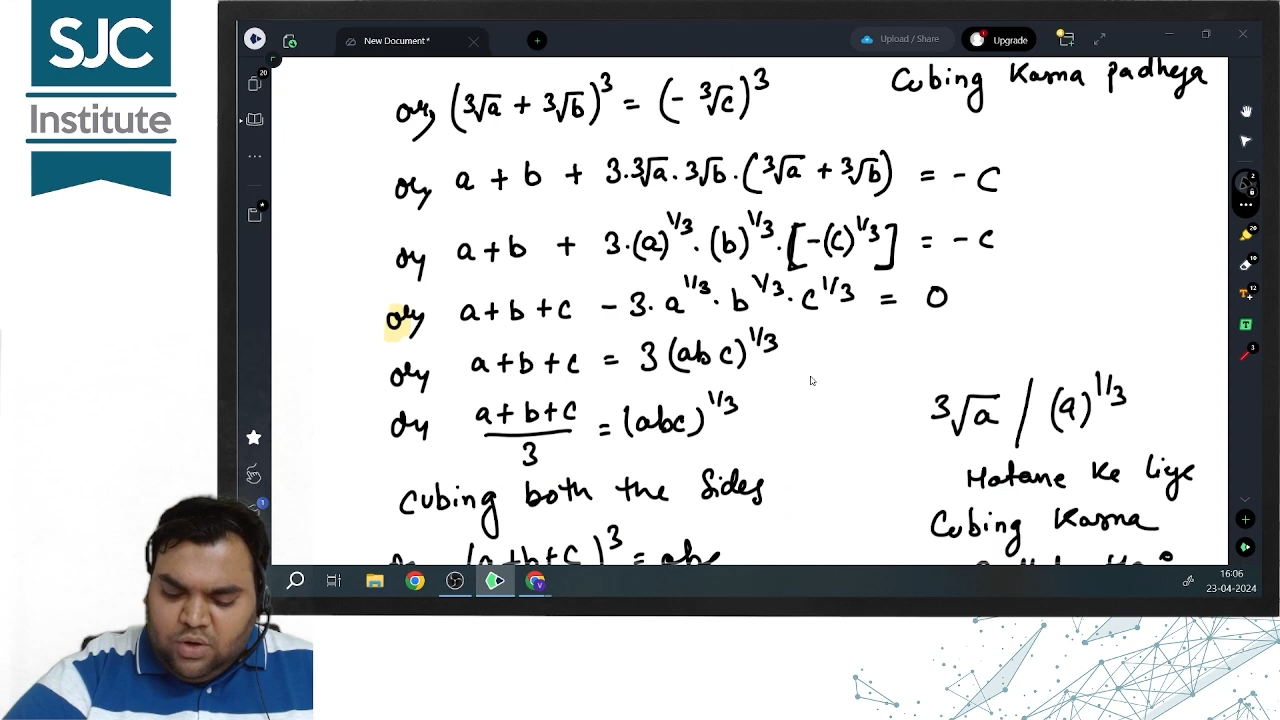 SJC
Institute
New Document*
Upload / Share
Upgrade
Cubing Karna padhega
or, (∛a + ∛b)³ = (- ∛c)³
or, a + b + 3.∛a.∛b.(∛a + ∛b) = - c
or, a + b + 3.(a)^1/3.(b)^1/3.[-(c)^1/3] = - c
or, a + b + c - 3.a^1/3.b^1/3.c^1/3 = 0
or, a + b + c = 3(abc)^1/3
or, a + b + c / 3 = (abc)^1/3
∛a / (a)^1/3
Hatane Ke liye
Cubing Karna
Cubing both the Sides
(a+b+c)³ = abc
16:06
23-04-2024